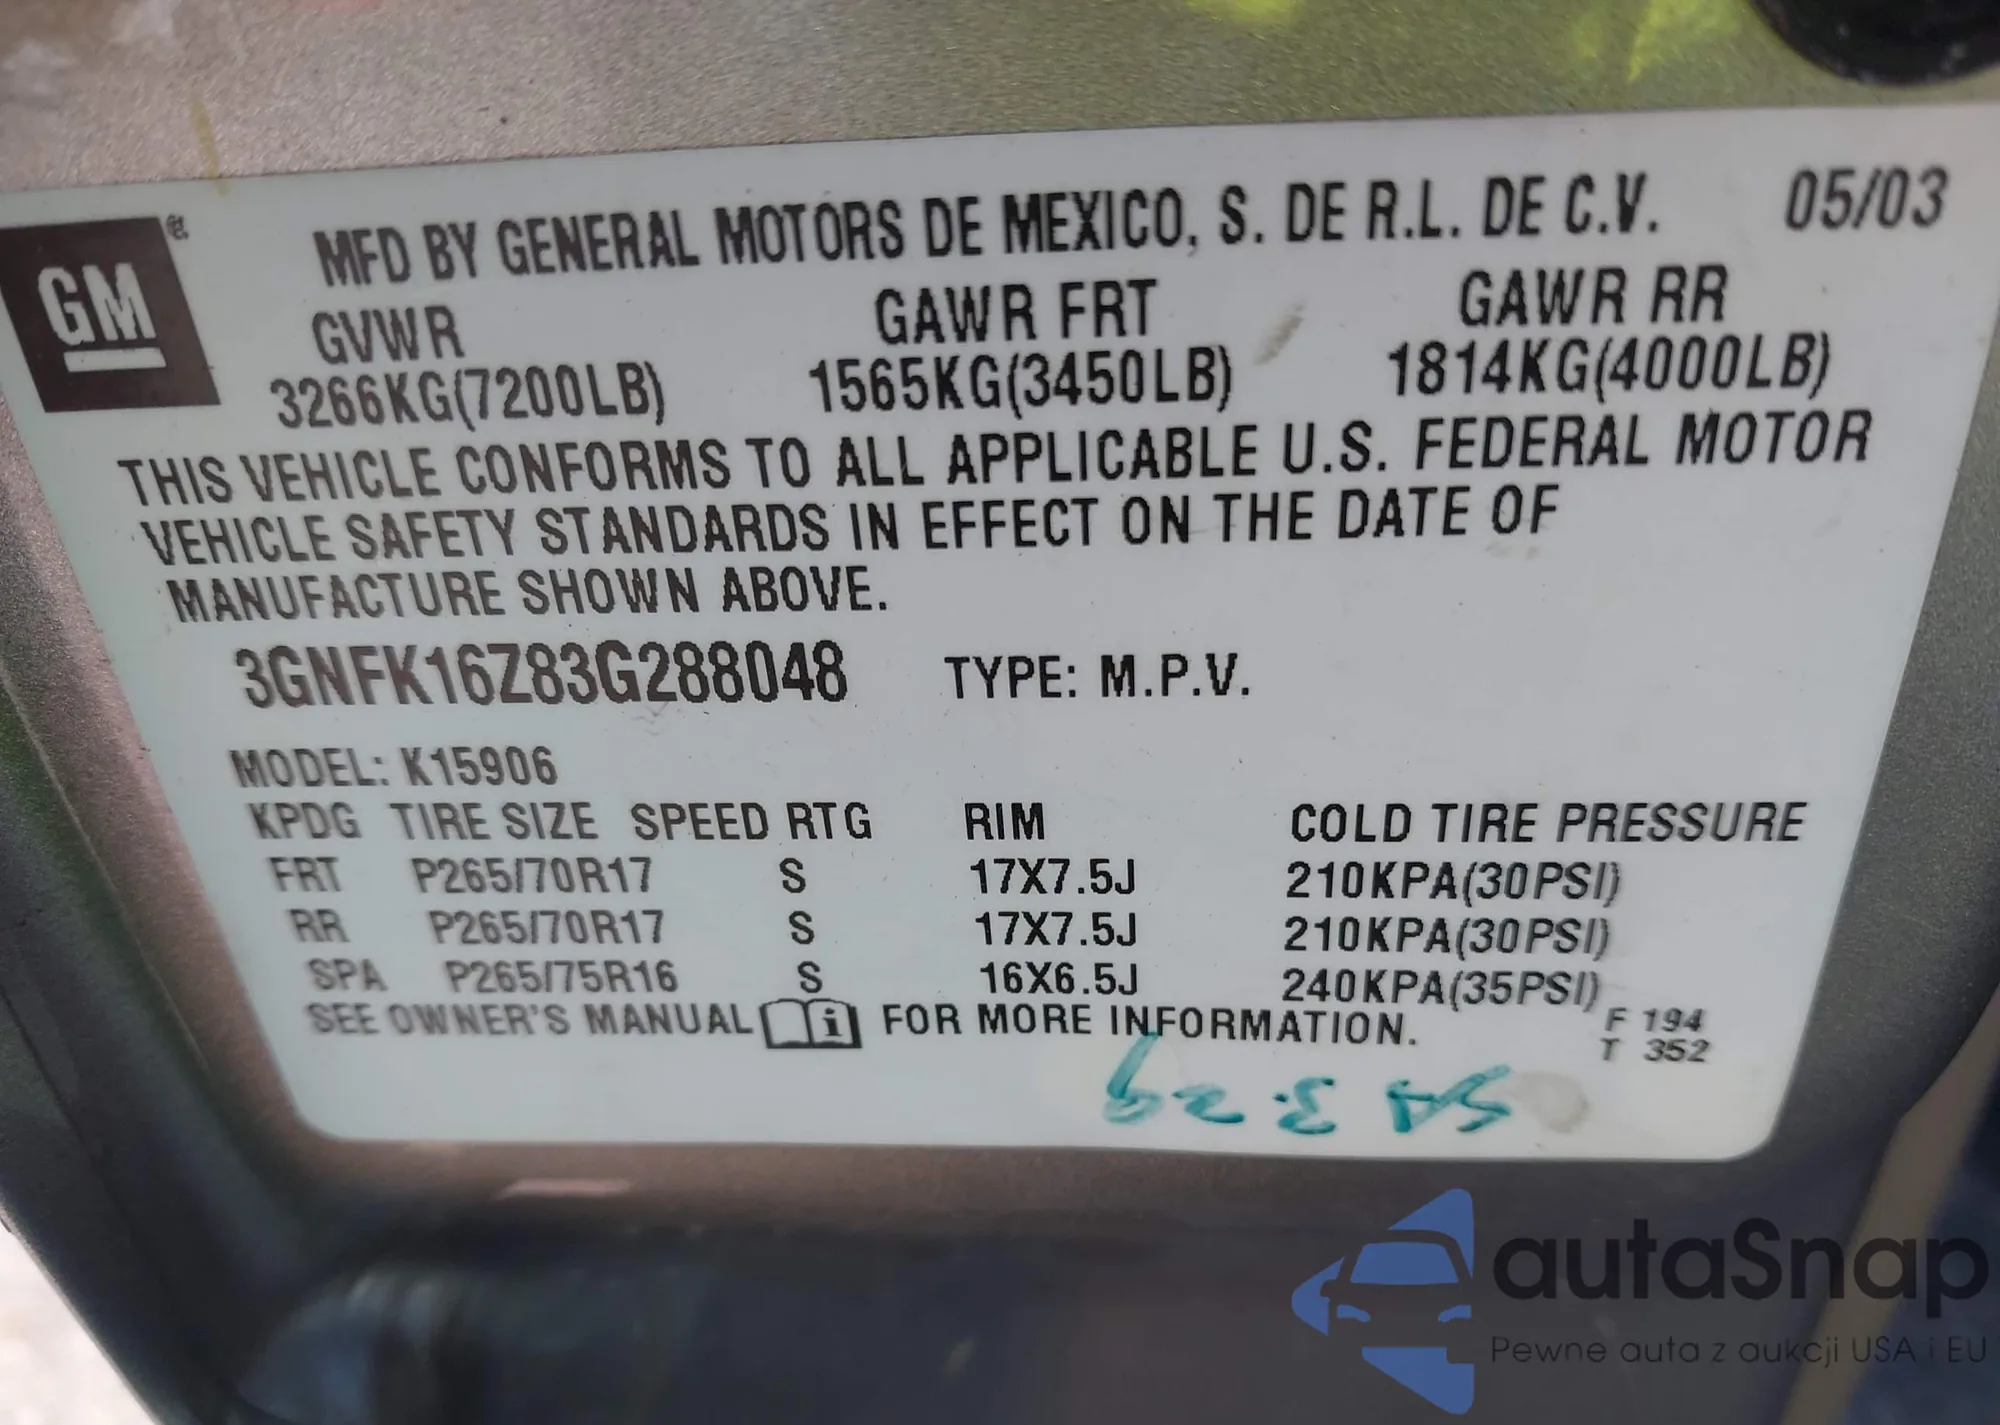 GM
MFD BY GENERAL MOTORS DE MEXICO, S. DE R.L. DE C.V. 05/03
GVWR GAWR FRT GAWR RR
3266KG(7200LB) 1565KG(3450LB) 1814KG(4000LB)
THIS VEHICLE CONFORMS TO ALL APPLICABLE U.S. FEDERAL MOTOR
VEHICLE SAFETY STANDARDS IN EFFECT ON THE DATE OF
MANUFACTURE SHOWN ABOVE.
3GNFK16Z83G288048 TYPE: M.P.V.
MODEL: K15906
KPDG TIRE SIZE SPEED RTG RIM COLD TIRE PRESSURE
FRT P265/70R17 S 17X7.5J 210KPA(30PSI)
RR P265/70R17 S 17X7.5J 210KPA(30PSI)
SPA P265/75R16 S 16X6.5J 240KPA(35PSI)
SEE OWNER'S MANUAL FOR MORE INFORMATION.
F 194
T 352
autaSnap
Pewne auta z aukcji USA i EU